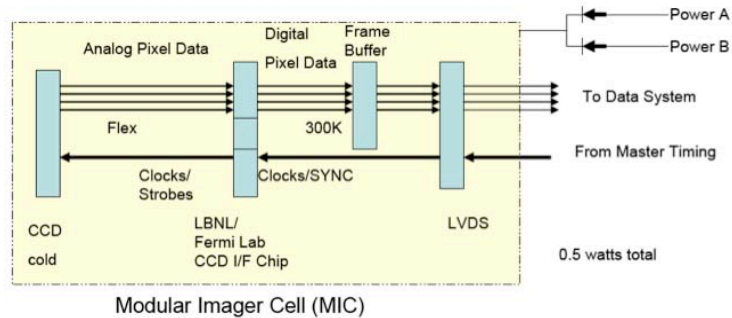 Power A
Power B
Analog Pixel Data
Digital
Pixel Data
Frame
Buffer
To Data System
Flex
300K
From Master Timing
Clocks/
Strobes
Clocks/SYNC
CCD
cold
LBNL/
Fermi Lab
CCD I/F Chip
LVDS
0.5 watts total
Modular Imager Cell (MIC)